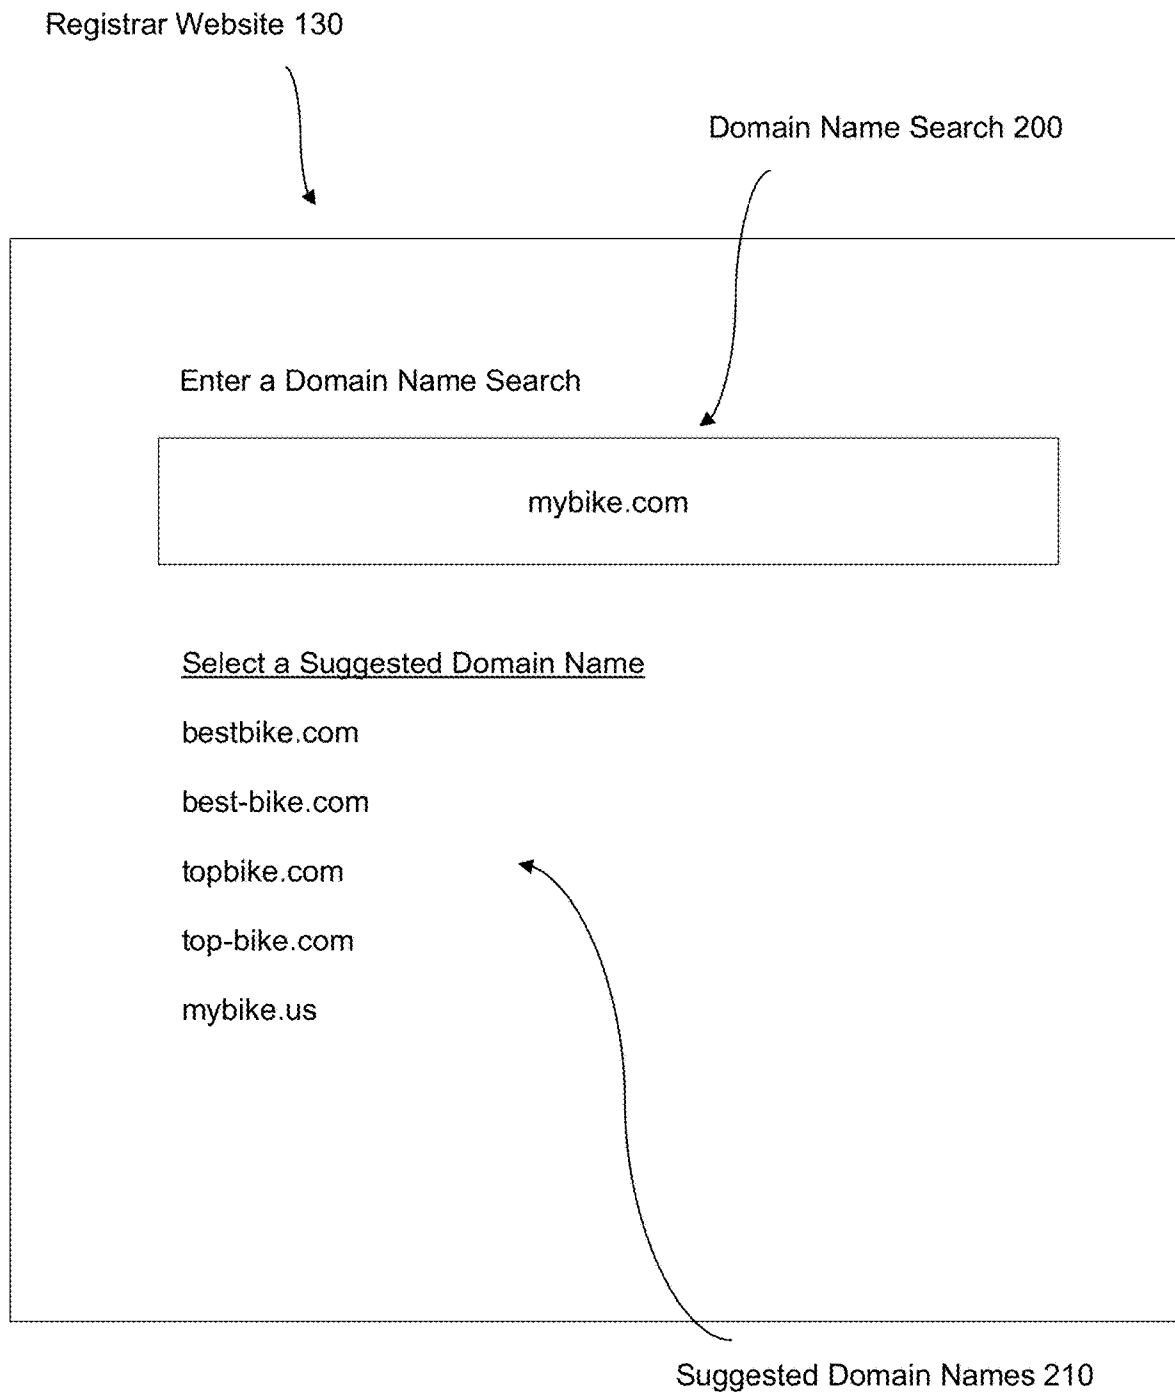 Registrar Website 130
Domain Name Search 200
Enter a Domain Name Search
mybike.com
Select a Suggested Domain Name
bestbike.com
best-bike.com
topbike.com
top-bike.com
mybike.us
Suggested Domain Names 210